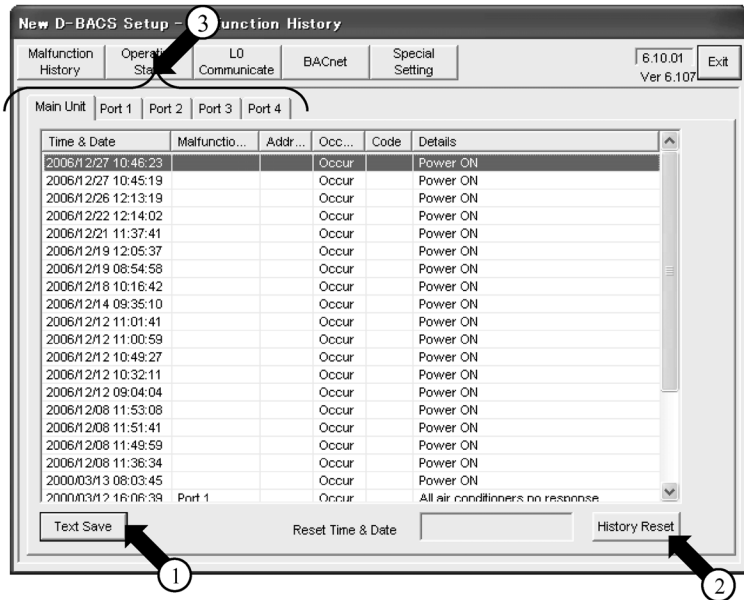 New D-BACS Setup - Malfunction History
3
Malfunction History Operation Status L0 Communicate BACnet Special Setting 6.10.01 Exit
Ver 6.107
Main Unit Port 1 Port 2 Port 3 Port 4
Time & Date Malfunctio... Addr... Occ... Code Details
2006/12/27 10:46:23 Occur Power ON
2006/12/27 10:45:19 Occur Power ON
2006/12/26 12:13:19 Occur Power ON
2006/12/22 12:14:02 Occur Power ON
2006/12/21 11:37:41 Occur Power ON
2006/12/19 12:05:37 Occur Power ON
2006/12/19 08:54:58 Occur Power ON
2006/12/18 10:16:42 Occur Power ON
2006/12/14 09:35:10 Occur Power ON
2006/12/12 11:01:41 Occur Power ON
2006/12/12 11:00:59 Occur Power ON
2006/12/12 10:49:27 Occur Power ON
2006/12/12 10:32:11 Occur Power ON
2006/12/12 09:04:04 Occur Power ON
2006/12/08 11:53:08 Occur Power ON
2006/12/08 11:51:41 Occur Power ON
2006/12/08 11:49:59 Occur Power ON
2006/12/08 11:36:34 Occur Power ON
2000/03/13 08:03:45 Occur Power ON
2000/03/12 16:06:39 Port 1 Occur All air conditioners no response
Text Save Reset Time & Date History Reset
1
2